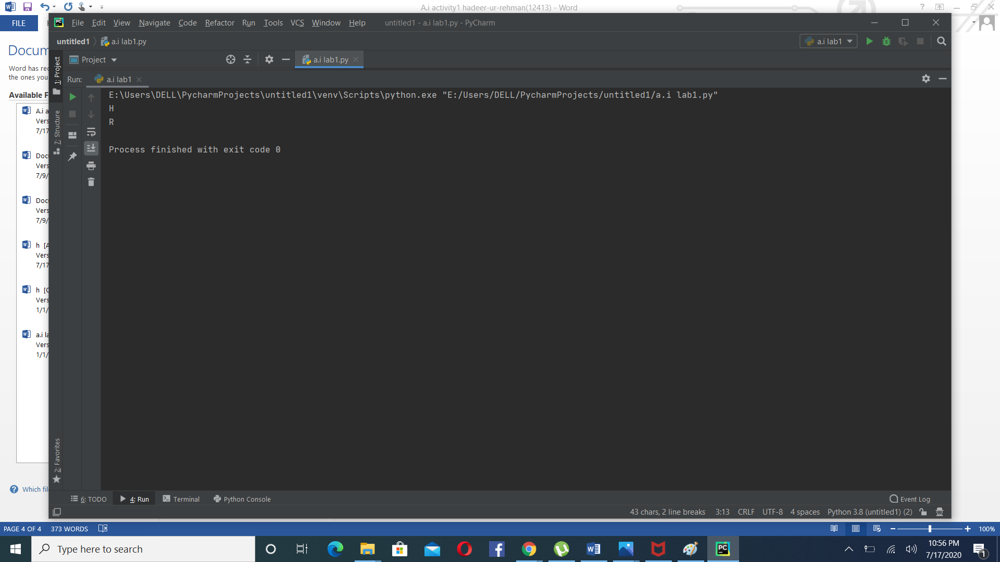 A.i activity1 hadeer-ur-rehman(12413) - Word
FILE
File Edit View Navigate Code Refactor Run Tools VCS Window Help untitled1 - a.i lab1.py - PyCharm
untitled1 a.i lab1.py
a.i lab1
Docum
Project
a.i lab1.py
Word has rec
the ones you
Run: a.i lab1
Available F
E:\Users\DELL\PycharmProjects\untitled1\venv\Scripts\python.exe "E:/Users/DELL/PycharmProjects/untitled1/a.i lab1.py"
H
R
Process finished with exit code 0
A.i a
Vers
7/17
Docu
Vers
7/9/
Docu
Vers
7/9/
h [A
Vers
7/17
h [C
Vers
1/1/
a.i la
Vers
1/1/
Which fil
1: Project
7: Structure
2: Favorites
6: TODO 4: Run Terminal Python Console Event Log
43 chars, 2 line breaks 3:13 CRLF UTF-8 4 spaces Python 3.8 (untitled1) (2)
PAGE 4 OF 4 373 WORDS 100%
Type here to search
10:56 PM
7/17/2020
1